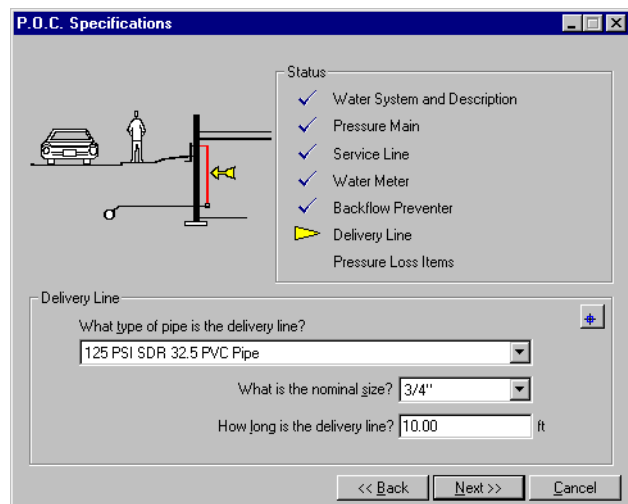 P.O.C. Specifications
Status
Water System and Description
Pressure Main
Service Line
Water Meter
Backflow Preventer
Delivery Line
Pressure Loss Items
Delivery Line
What type of pipe is the delivery line?
125 PSI SDR 32.5 PVC Pipe
What is the nominal size? 3/4"
How long is the delivery line? 10.00 ft
<< Back Next >> Cancel